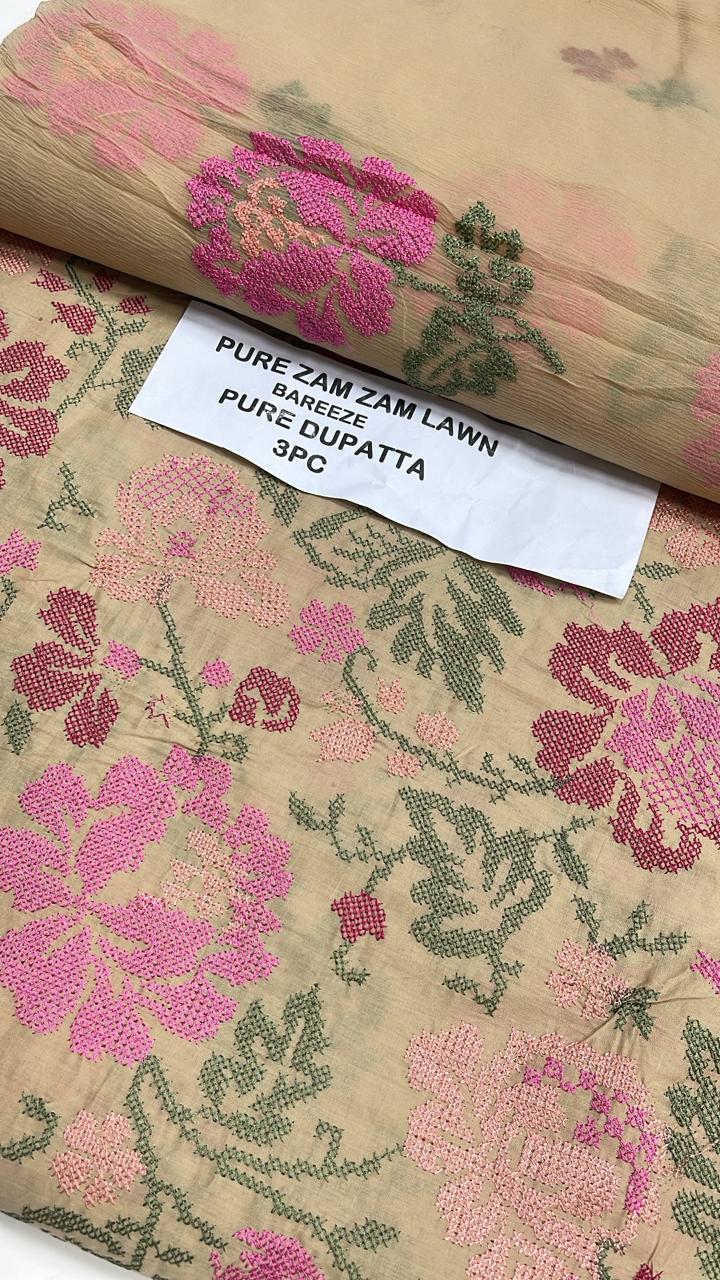 PURE ZAM ZAM LAWN
BAREEZE
PURE DUPATTA
3PC